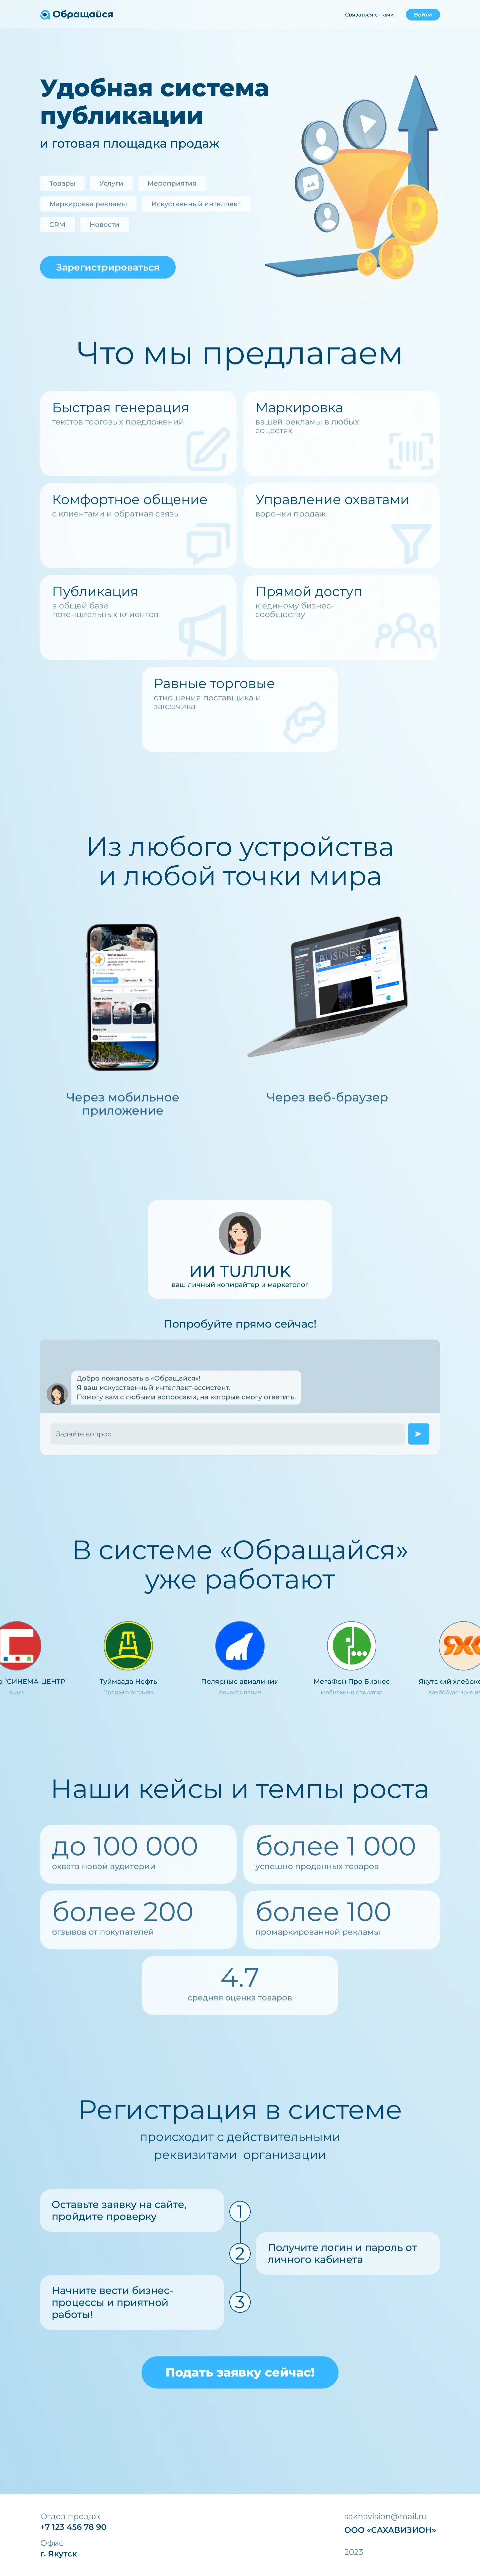 Обращайся
Связаться с нами
Войти
Удобная система
публикации
и готовая площадка продаж
Товары
Услуги
Мероприятия
Маркировка рекламы
Искуственный интеллект
CRM
Новости
Зарегистрироваться
Что мы предлагаем
Быстрая генерация
текстов торговых предложений
Маркировка
вашей рекламы в любых
соцсетях
Комфортное общение
с клиентами и обратная связь
Управление охватами
воронки продаж
Публикация
в общей базе
потенциальных клиентов
Прямой доступ
к единому бизнес-
сообществу
Равные торговые
отношения поставщика и
заказчика
Из любого устройства
и любой точки мира
BUSINESS
Через мобильное
приложение
Через веб-браузер
ИИ TUЛЛUK
ваш личный копирайтер и маркетолог
Попробуйте прямо сейчас!
Добро пожаловать в «Обращайся»!
Я ваш искусственный интеллект-ассистент.
Помогу вам с любыми вопросами, на которые смогу ответить.
Задайте вопрос
В системе «Обращайся»
уже работают
"СИНЕМА-ЦЕНТР"
Кино
Туймаада Нефть
Продажа топлива
Полярные авиалинии
Авиакомпания
МегаФон Про Бизнес
Мобильный оператор
Якутский хлебок
Хлебобулочные и
Наши кейсы и темпы роста
до 100 000
охвата новой аудитории
более 1 000
успешно проданных товаров
более 200
отзывов от покупателей
более 100
промаркированной рекламы
4.7
средняя оценка товаров
Регистрация в системе
происходит с действительными
реквизитами организации
Оставьте заявку на сайте,
пройдите проверку
1
2
Получите логин и пароль от
личного кабинета
Начните вести бизнес-
процессы и приятной
работы!
3
Подать заявку сейчас!
Отдел продаж
+7 123 456 78 90
Офис
г. Якутск
sakhavision@mail.ru
ООО «САХАВИЗИОН»
2023